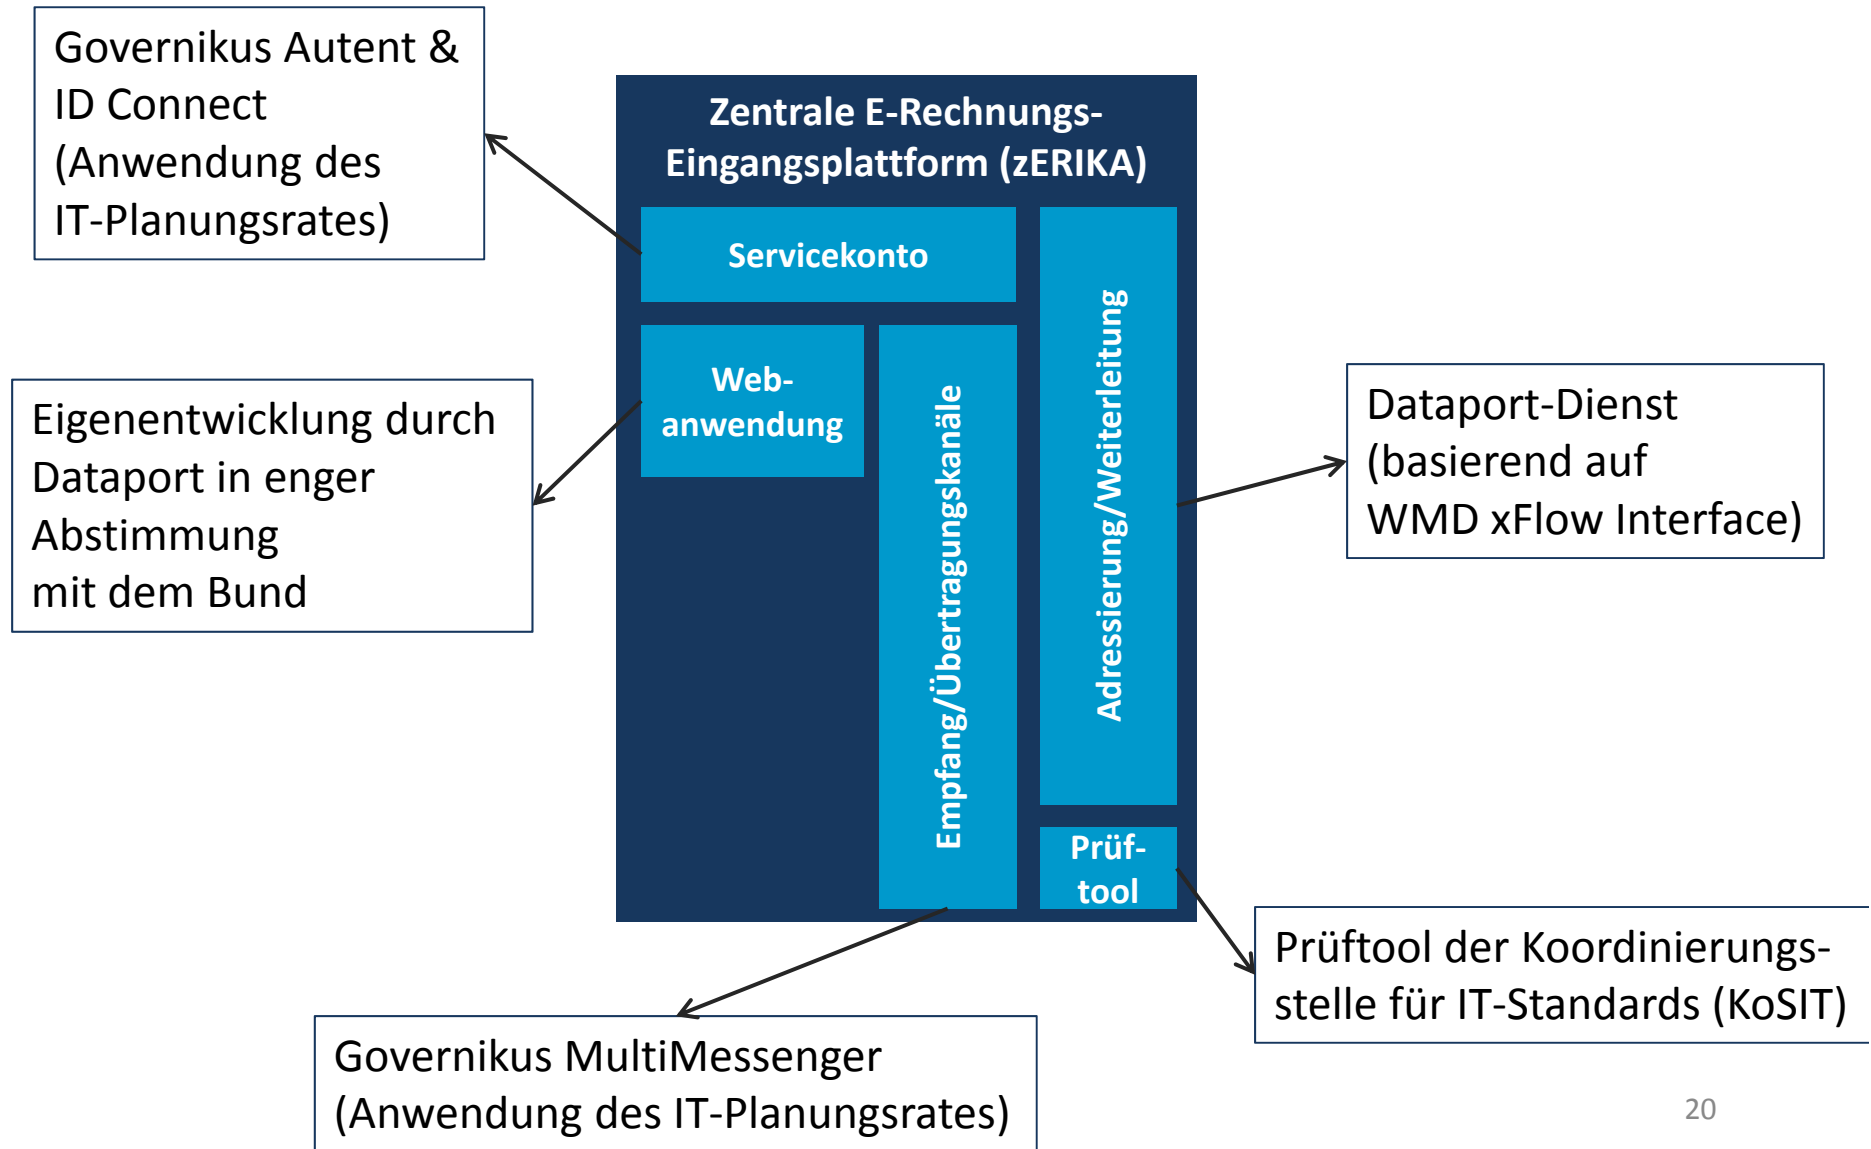 Governikus Autent &
ID Connect
(Anwendung des
IT-Planungsrates)
Zentrale E-Rechnungs-
Eingangsplattform (zERIKA)
Servicekonto
Web-
anwendung
Empfang/Übertragungskanäle
Adressierung/Weiterleitung
Prüf-
tool
Eigenentwicklung durch
Dataport in enger
Abstimmung
mit dem Bund
Dataport-Dienst
(basierend auf
WMD xFlow Interface)
Prüftool der Koordinierungs-
stelle für IT-Standards (KoSIT)
Governikus MultiMessenger
(Anwendung des IT-Planungsrates)
20